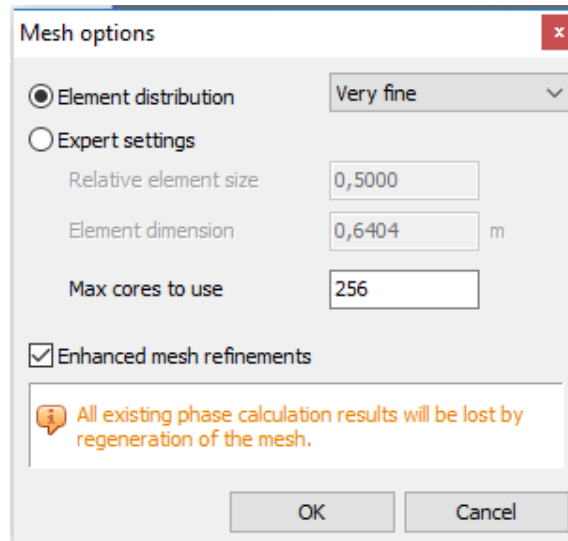 Mesh options
x
Element distribution Very fine
Expert settings
Relative element size 0,5000
Element dimension 0,6404 m
Max cores to use 256
Enhanced mesh refinements
All existing phase calculation results will be lost by
regeneration of the mesh.
OK Cancel